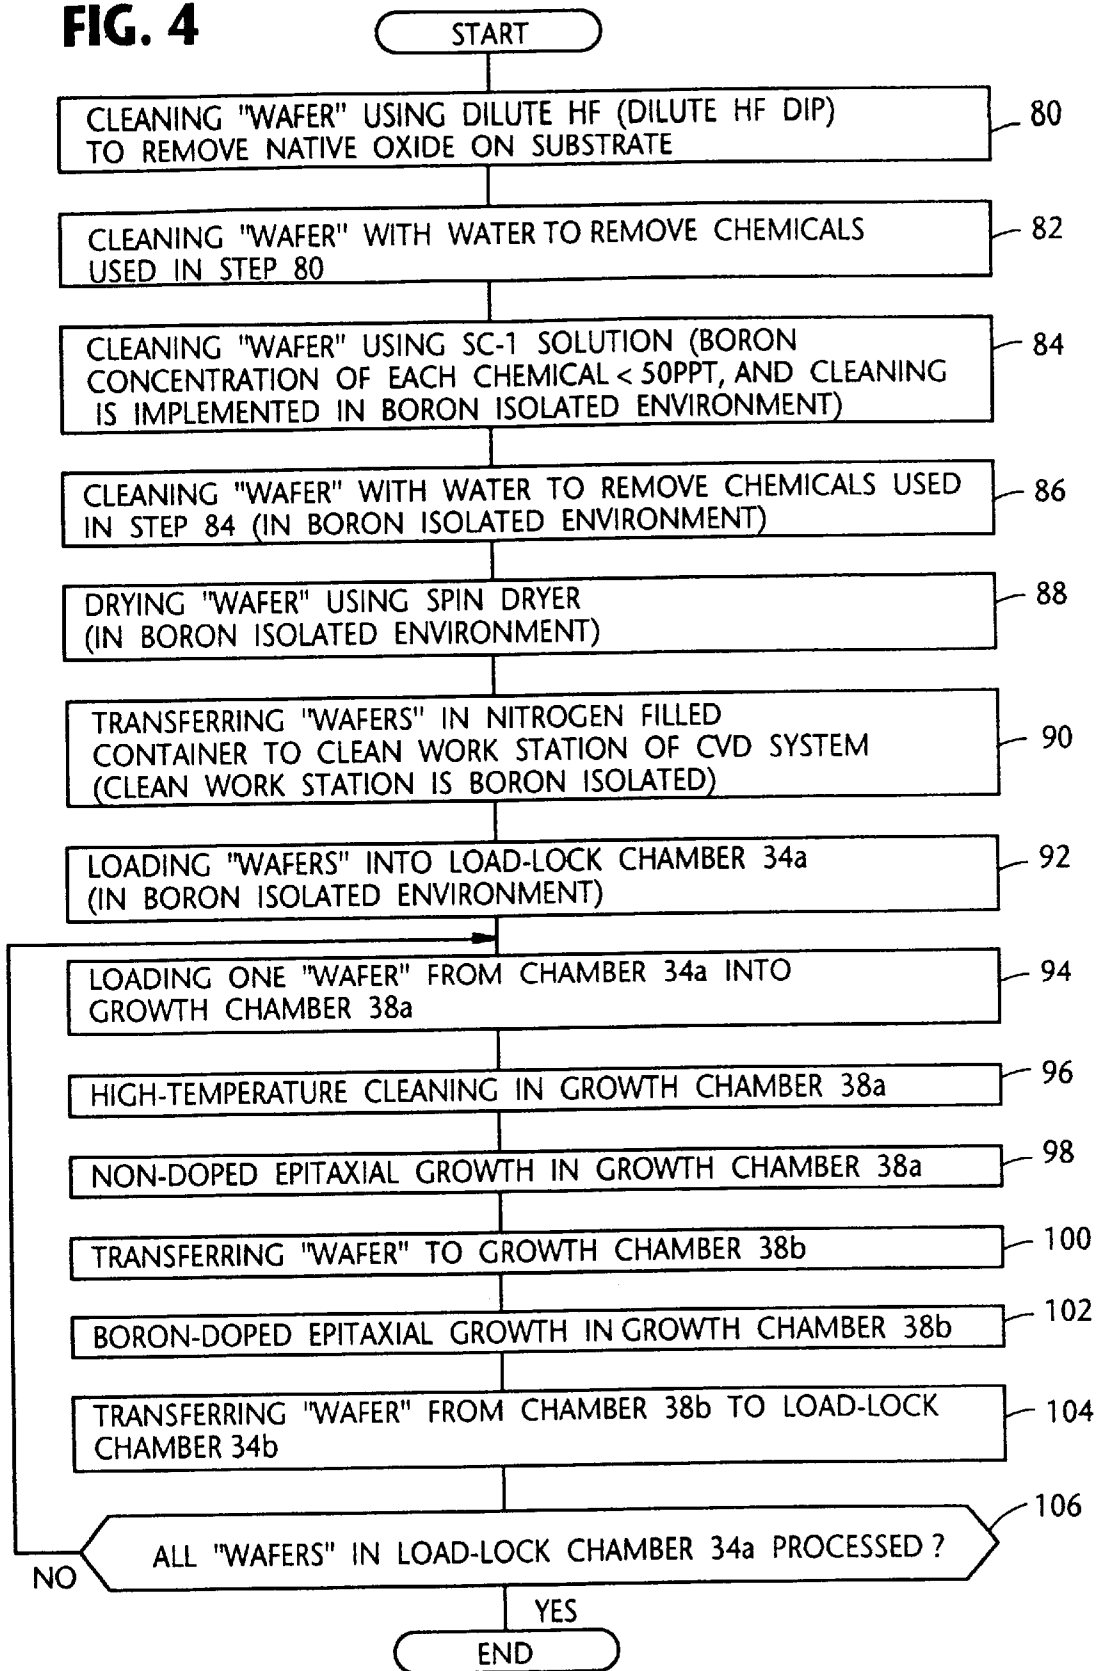 FIG. 4
START
CLEANING "WAFER" USING DILUTE HF (DILUTE HF DIP)
TO REMOVE NATIVE OXIDE ON SUBSTRATE
80
CLEANING "WAFER" WITH WATER TO REMOVE CHEMICALS
USED IN STEP 80
82
CLEANING "WAFER" USING SC-1 SOLUTION (BORON
CONCENTRATION OF EACH CHEMICAL < 50PPT, AND CLEANING
IS IMPLEMENTED IN BORON ISOLATED ENVIRONMENT)
84
CLEANING "WAFER" WITH WATER TO REMOVE CHEMICALS USED
IN STEP 84 (IN BORON ISOLATED ENVIRONMENT)
86
DRYING "WAFER" USING SPIN DRYER
(IN BORON ISOLATED ENVIRONMENT)
88
TRANSFERRING "WAFERS" IN NITROGEN FILLED
CONTAINER TO CLEAN WORK STATION OF CVD SYSTEM
(CLEAN WORK STATION IS BORON ISOLATED)
90
LOADING "WAFERS" INTO LOAD-LOCK CHAMBER 34a
(IN BORON ISOLATED ENVIRONMENT)
92
LOADING ONE "WAFER" FROM CHAMBER 34a INTO
GROWTH CHAMBER 38a
94
HIGH-TEMPERATURE CLEANING IN GROWTH CHAMBER 38a
96
NON-DOPED EPITAXIAL GROWTH IN GROWTH CHAMBER 38a
98
TRANSFERRING "WAFER" TO GROWTH CHAMBER 38b
100
BORON-DOPED EPITAXIAL GROWTH IN GROWTH CHAMBER 38b
102
TRANSFERRING "WAFER" FROM CHAMBER 38b TO LOAD-LOCK
CHAMBER 34b
104
ALL "WAFERS" IN LOAD-LOCK CHAMBER 34a PROCESSED ?
106
NO
YES
END